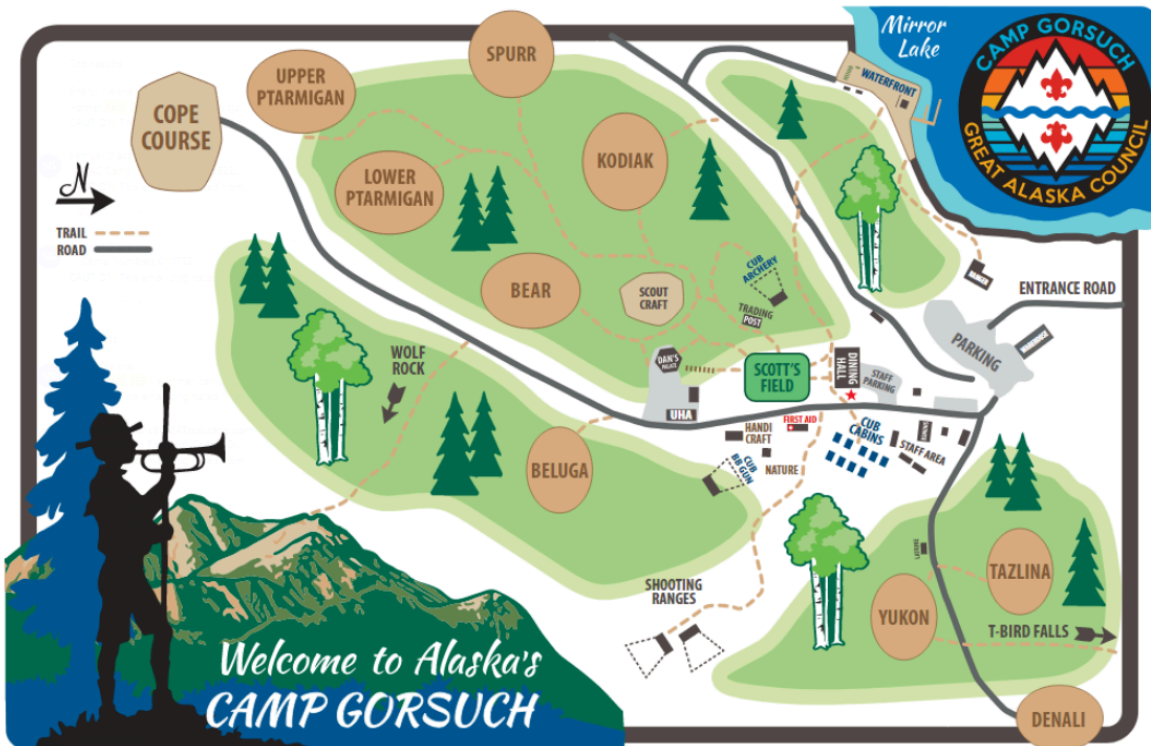 Mirror
Lake
CAMP GORSUCH
GREAT ALASKA COUNCIL
SPURR
UPPER
PTARMIGAN
WATERFRONT
COPE
COURSE
KODIAK
LOWER
PTARMIGAN
N
TRAIL
ROAD
CUB
ARCHERY
BEAR
SCOUT
CRAFT
ENTRANCE ROAD
TRADING
POST
PARKING
WOLF
ROCK
DAN'S
PALACE
SCOTT'S
FIELD
DINING
HALL
STAFF
PARKING
UHA
FIRST AID
HANDI
CRAFT
CUB
CABINS
STAFF AREA
CUB
BB GUN
NATURE
BELUGA
SHOOTING
RANGES
TAZLINA
YUKON
T-BIRD FALLS
Welcome to Alaska's
CAMP GORSUCH
DENALI